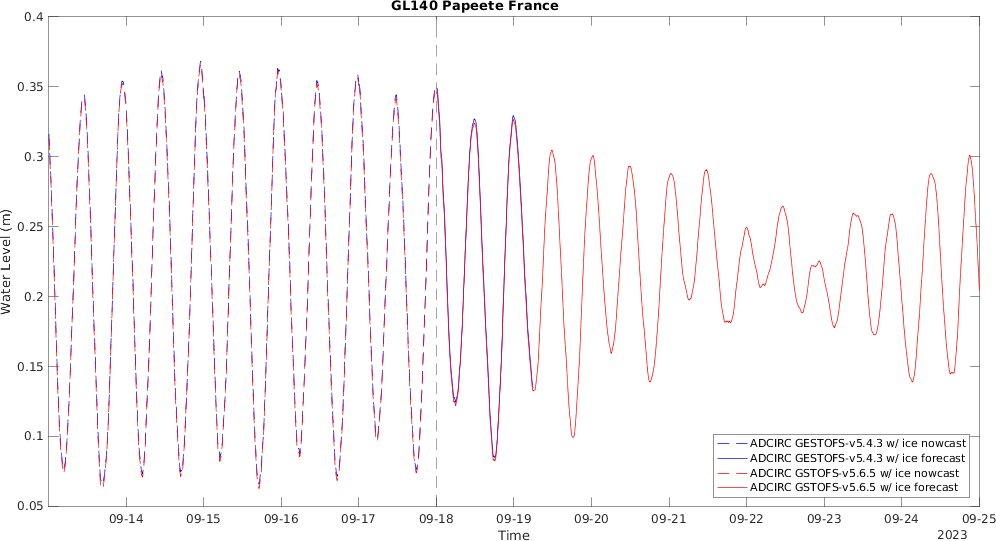 GL140 Papeete France
0.4
0.35
0.3
0.25
0.2
0.15
0.1
0.05
Water Level (m)
ADCIRC GESTOFS-v5.4.3 w/ ice nowcast
ADCIRC GESTOFS-v5.4.3 w/ ice forecast
ADCIRC GSTOFS-v5.6.5 w/ ice nowcast
ADCIRC GSTOFS-v5.6.5 w/ ice forecast
09-14 09-15 09-16 09-17 09-18 09-19 09-20 09-21 09-22 09-23 09-24 09-25
Time
2023